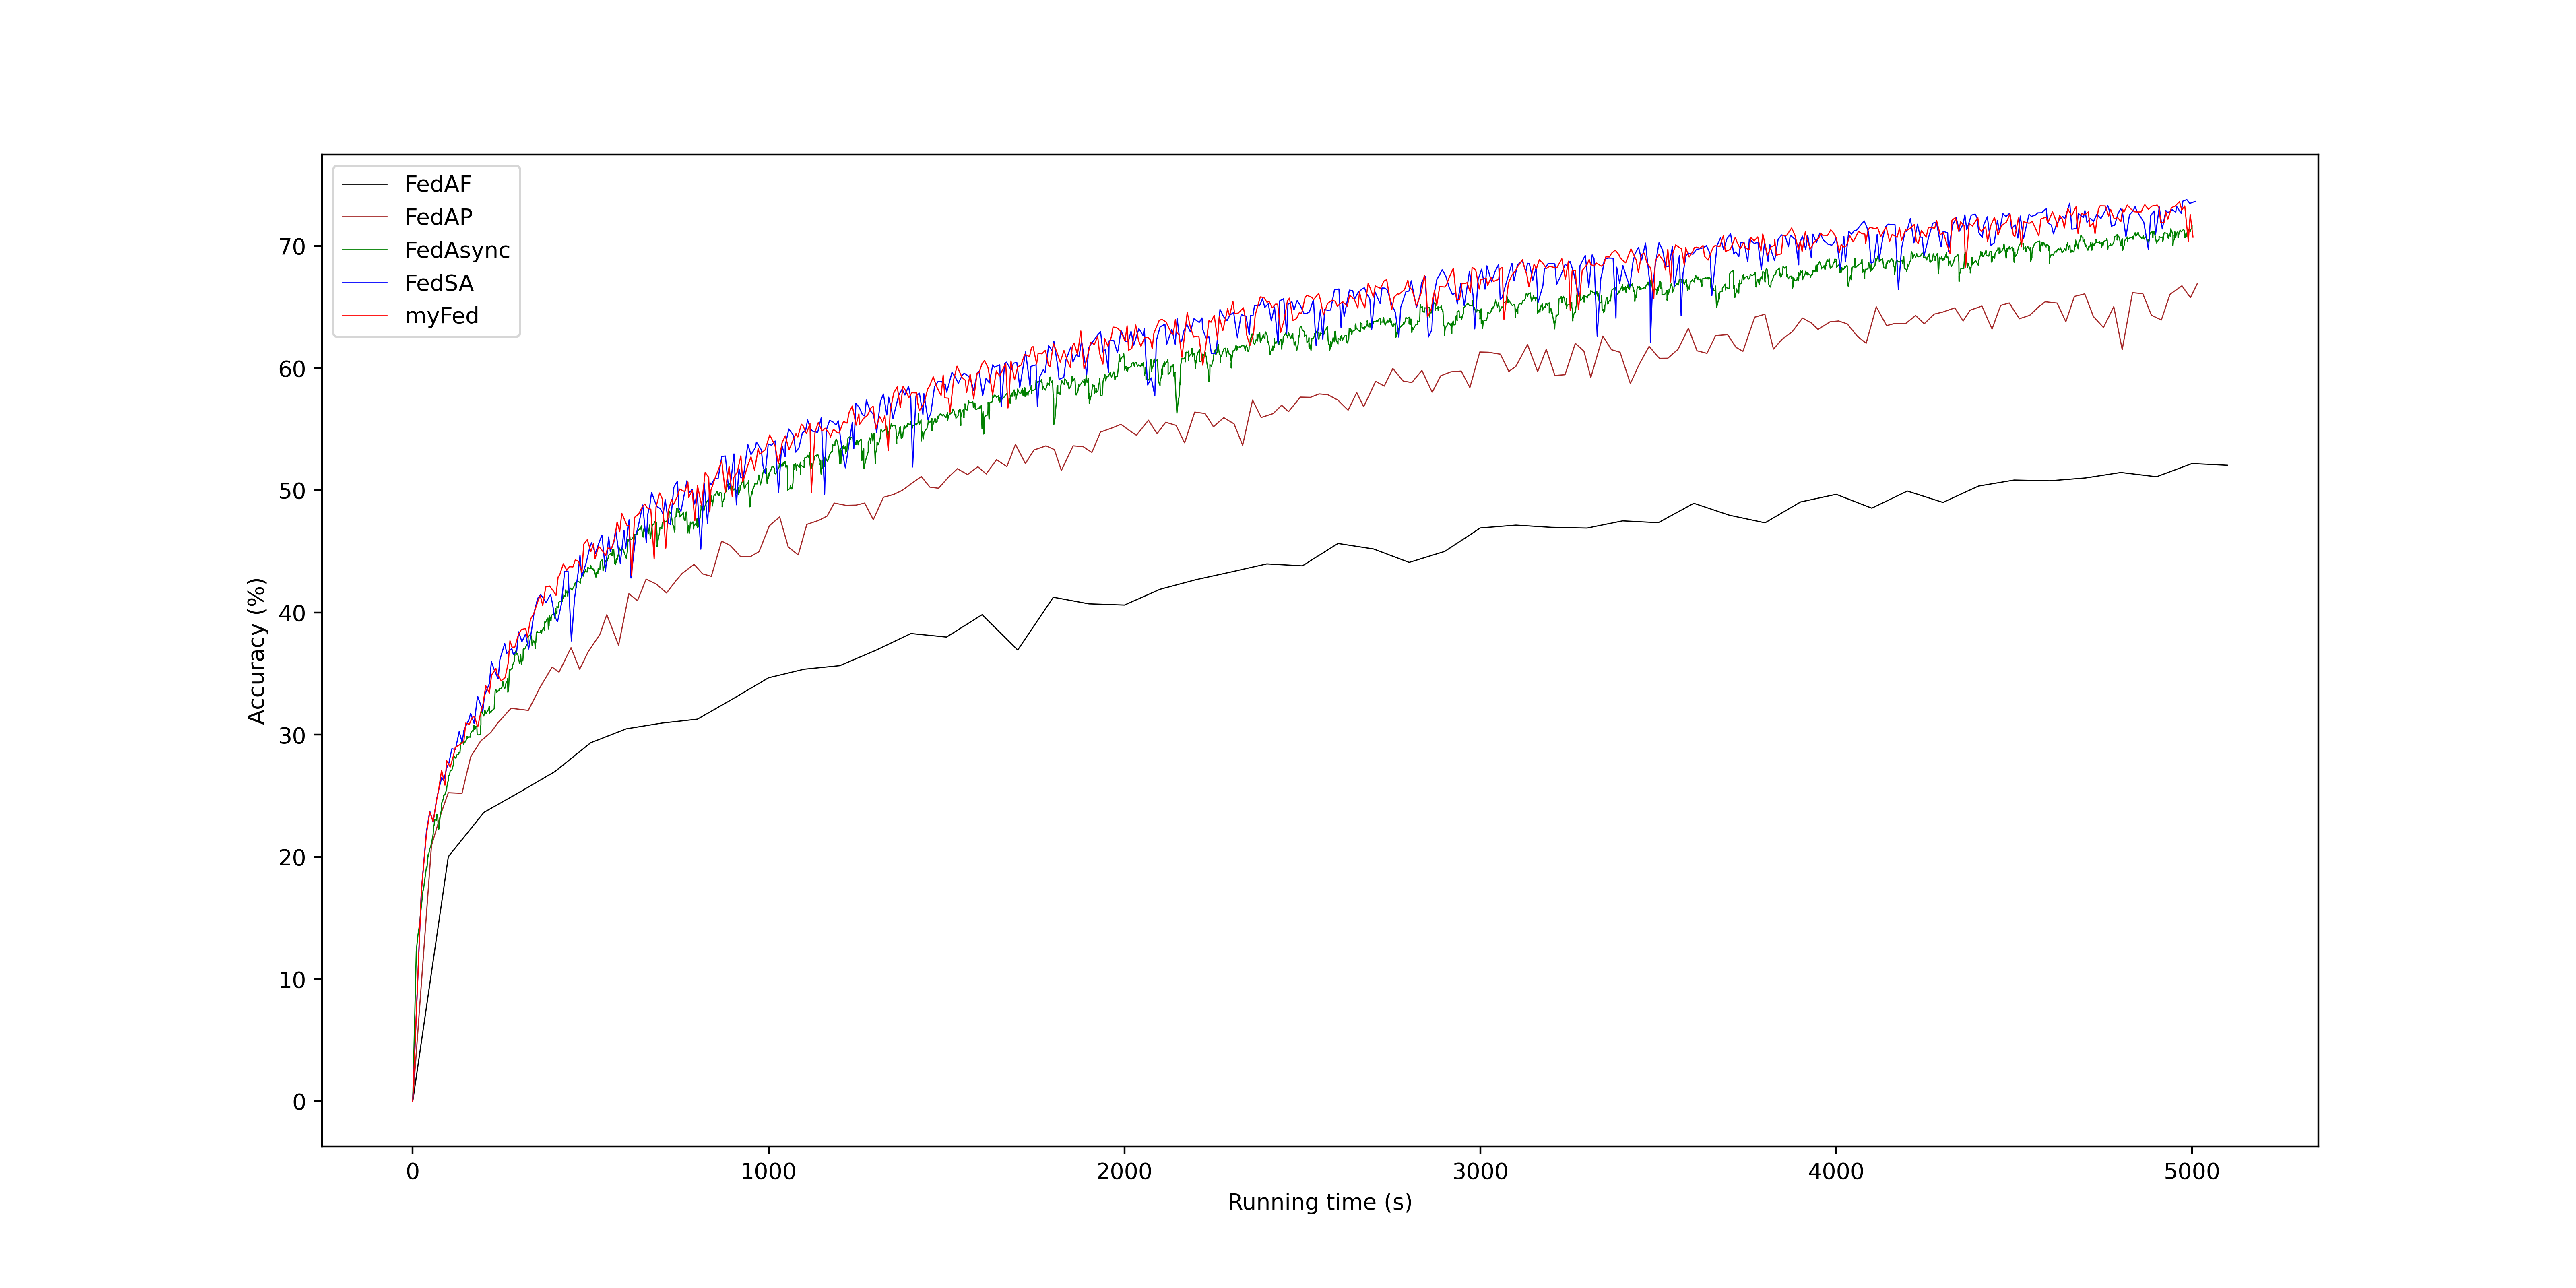 FedAF
FedAP
FedAsync
FedSA
myFed
Accuracy (%)
70
60
50
40
30
20
10
0
0 1000 2000 3000 4000 5000
Running time (s)